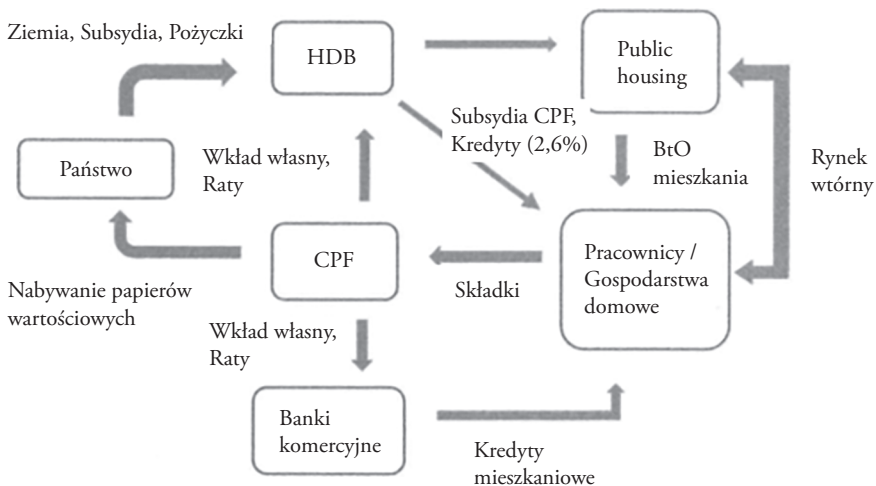 Ziemia, Subsydia, Pożyczki
HDB
Public
housing
Subsydia CPF,
Kredyty (2,6%)
Państwo
Wkład własny,
Raty
BtO
mieszkania
Rynek
wtórny
CPF
Składki
Pracownicy /
Gospodarstwa
domowe
Nabywanie papierów
wartościowych
Wkład własny,
Raty
Banki
komercyjne
Kredyty
mieszkaniowe